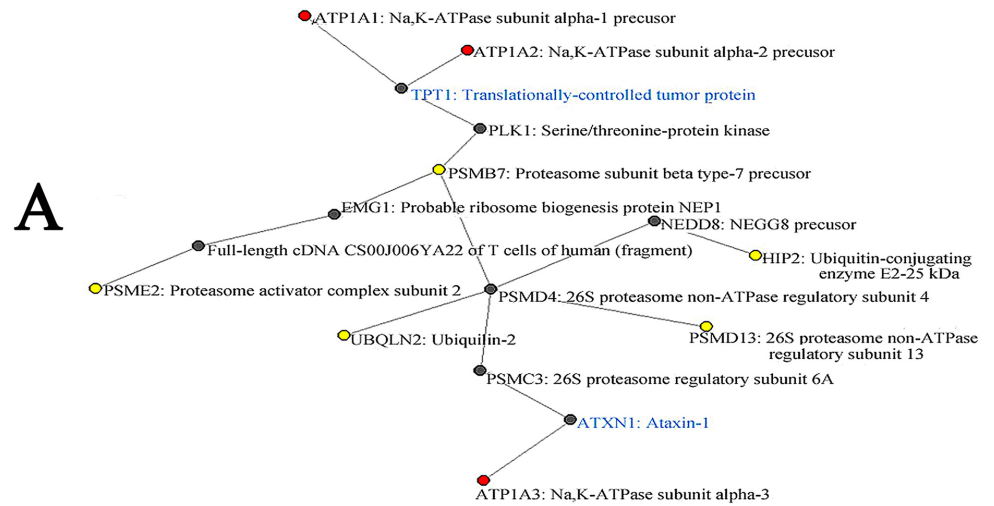 ATP1A1: Na,K-ATPase subunit alpha-1 precusor
ATP1A2: Na,K-ATPase subunit alpha-2 precusor
TPT1: Translationally-controlled tumor protein
PLK1: Serine/threonine-protein kinase
PSMB7: Proteasome subunit beta type-7 precursor
A
EMG1: Probable ribosome biogenesis protein NEP1
NEDD8: NEGG8 precusor
Full-length cDNA CS00J006YA22 of T cells of human (fragment)
HIP2: Ubiquitin-conjugating
enzyme E2-25 kDa
PSME2: Proteasome activator complex subunit 2
PSMD4: 26S proteasome non-ATPase regulatory subunit 4
UBQLN2: Ubiquilin-2
PSMD13: 26S proteasome non-ATPase
regulatory subunit 13
PSMC3: 26S proteasome regulatory subunit 6A
ATXN1: Ataxin-1
ATP1A3: Na,K-ATPase subunit alpha-3